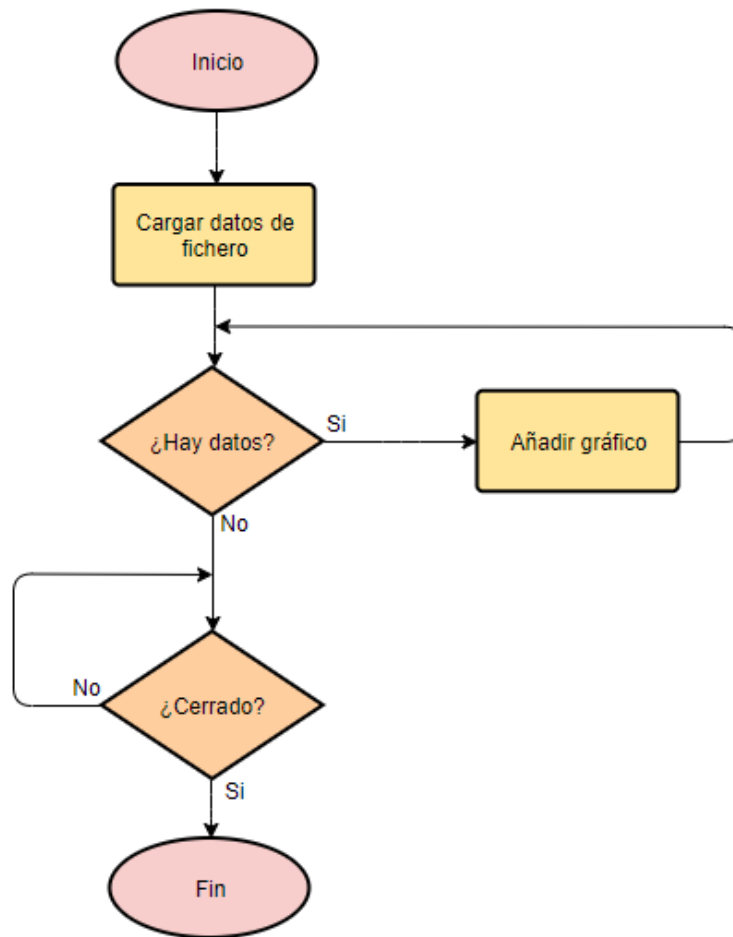 Inicio
Cargar datos de
fichero
¿Hay datos?
Si
Añadir gráfico
No
¿Cerrado?
No
Si
Fin